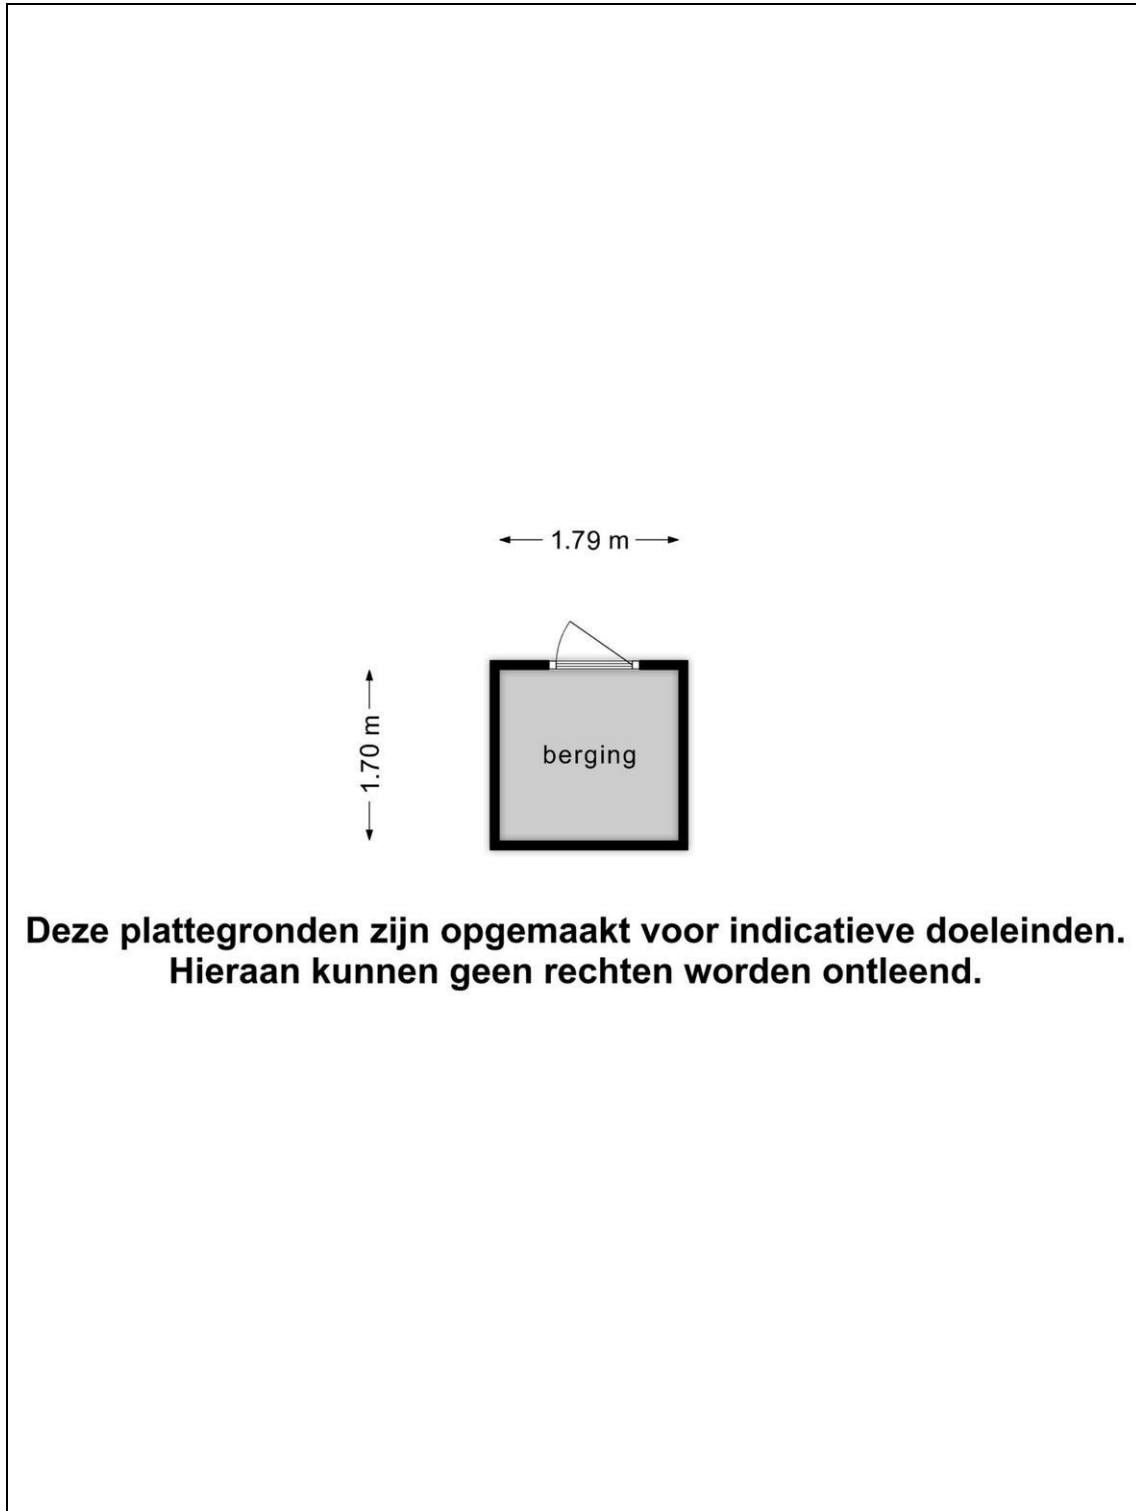 1.79 m
1.70 m
berging
Deze plattegronden zijn opgemaakt voor indicatieve doeleinden.
Hieraan kunnen geen rechten worden ontleend.